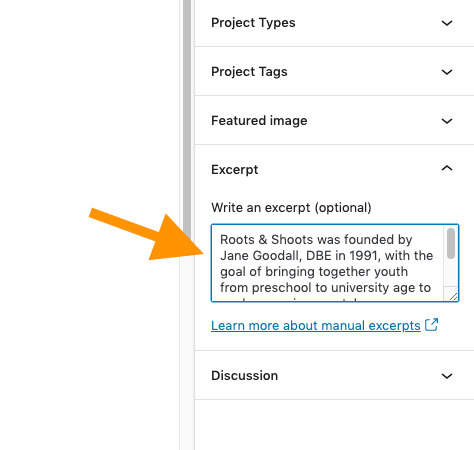 Project Types
Project Tags
Featured image
Excerpt
Write an excerpt (optional)
Roots & Shoots was founded by
Jane Goodall, DBE in 1991, with the
goal of bringing together youth
from preschool to university age to
Learn more about manual excerpts
Discussion